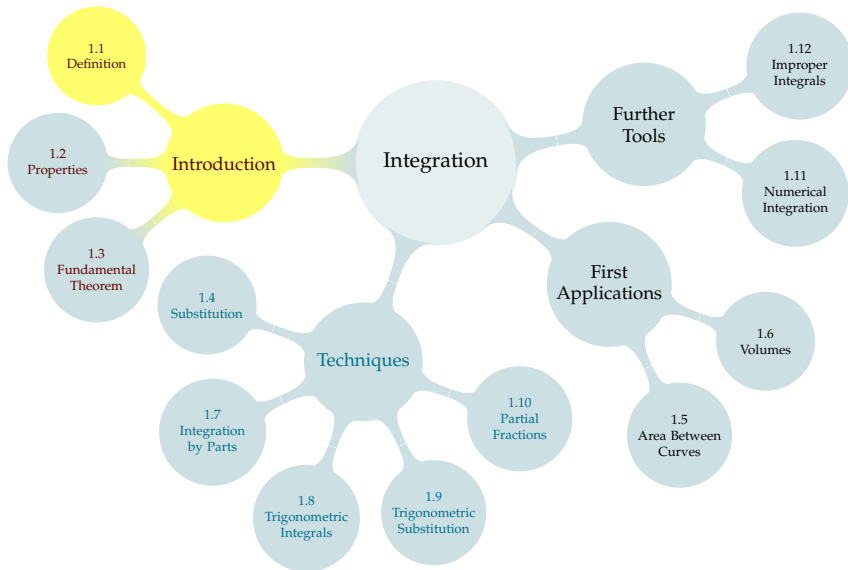 1.1
Definition
1.2
Properties
1.3
Fundamental
Theorem
Introduction
Integration
Further
Tools
1.12
Improper
Integrals
1.11
Numerical
Integration
First
Applications
1.6
Volumes
1.5
Area Between
Curves
Techniques
1.4
Substitution
1.7
Integration
by Parts
1.8
Trigonometric
Integrals
1.9
Trigonometric
Substitution
1.10
Partial
Fractions